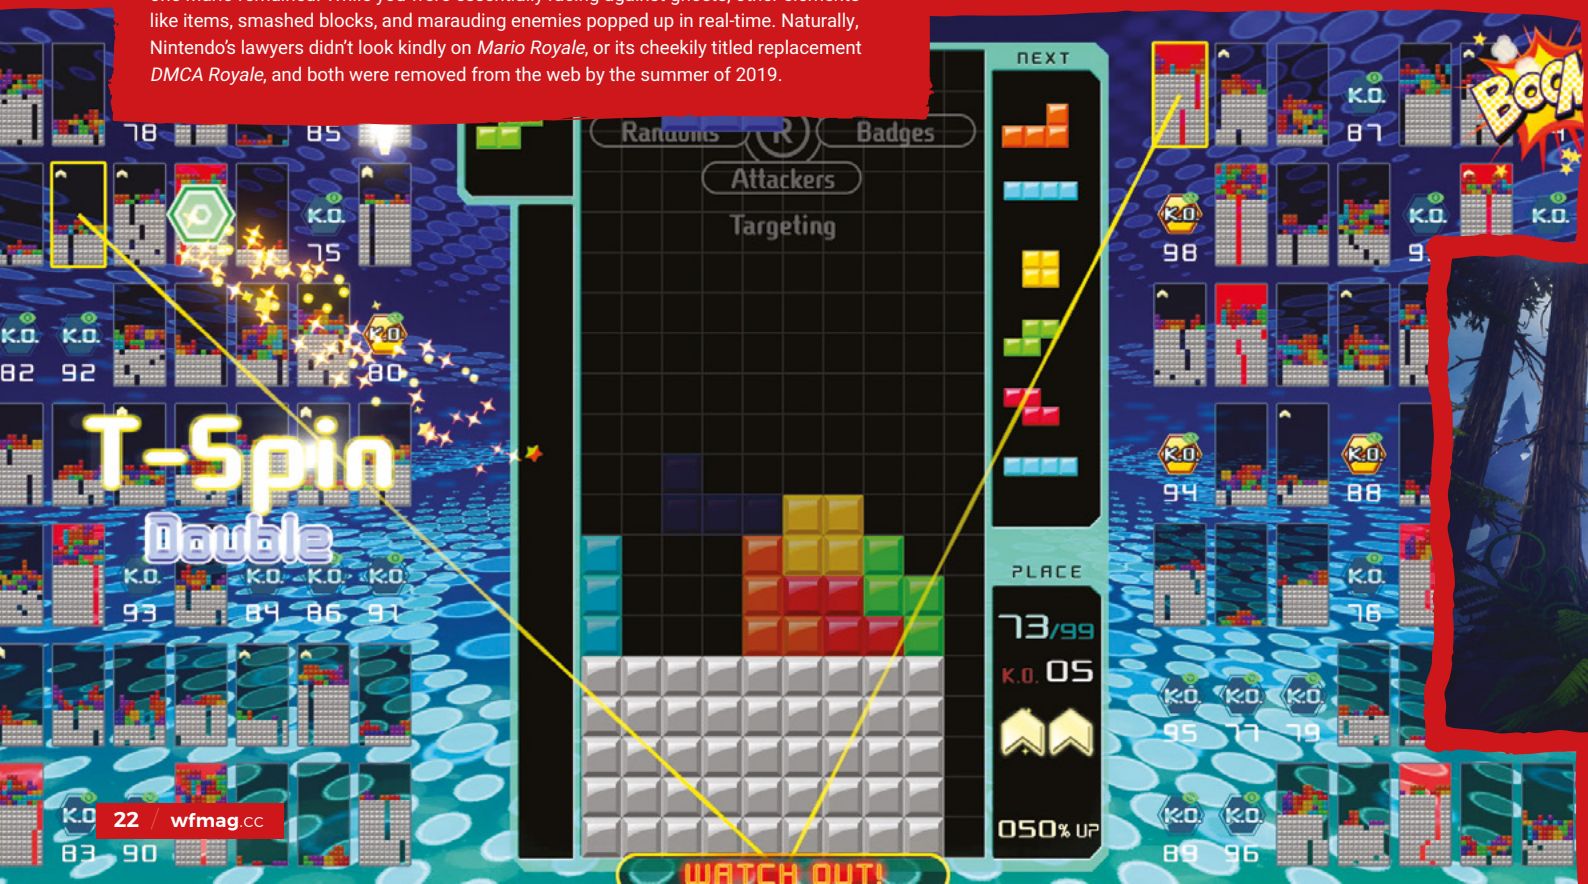 like items, smashed blocks, and marauding enemies popped up in real-time. Naturally,
Nintendo’s lawyers didn’t look kindly on Mario Royale, or its cheekily titled replacement
DMCA Royale, and both were removed from the web by the summer of 2019.
NEXT
Randoms R Badges
Attackers
Targeting
78
85
K.O.
87
BOOM
K.O.
75
K.O.
98
K.O.
K.O.
K.O.
82
K.O.
92
K.O.
80
T-Spin
Double
K.O.
94
K.O.
88
K.O.
93
K.O.
84
K.O.
86
K.O.
91
PLACE
73/99
K.O. 05
K.O.
76
K.O.
95
K.O.
77
K.O.
79
050% UP
K.O.
83
90
K.O.
89
K.O.
96
22 / wfmag.cc
WATCH OUT!